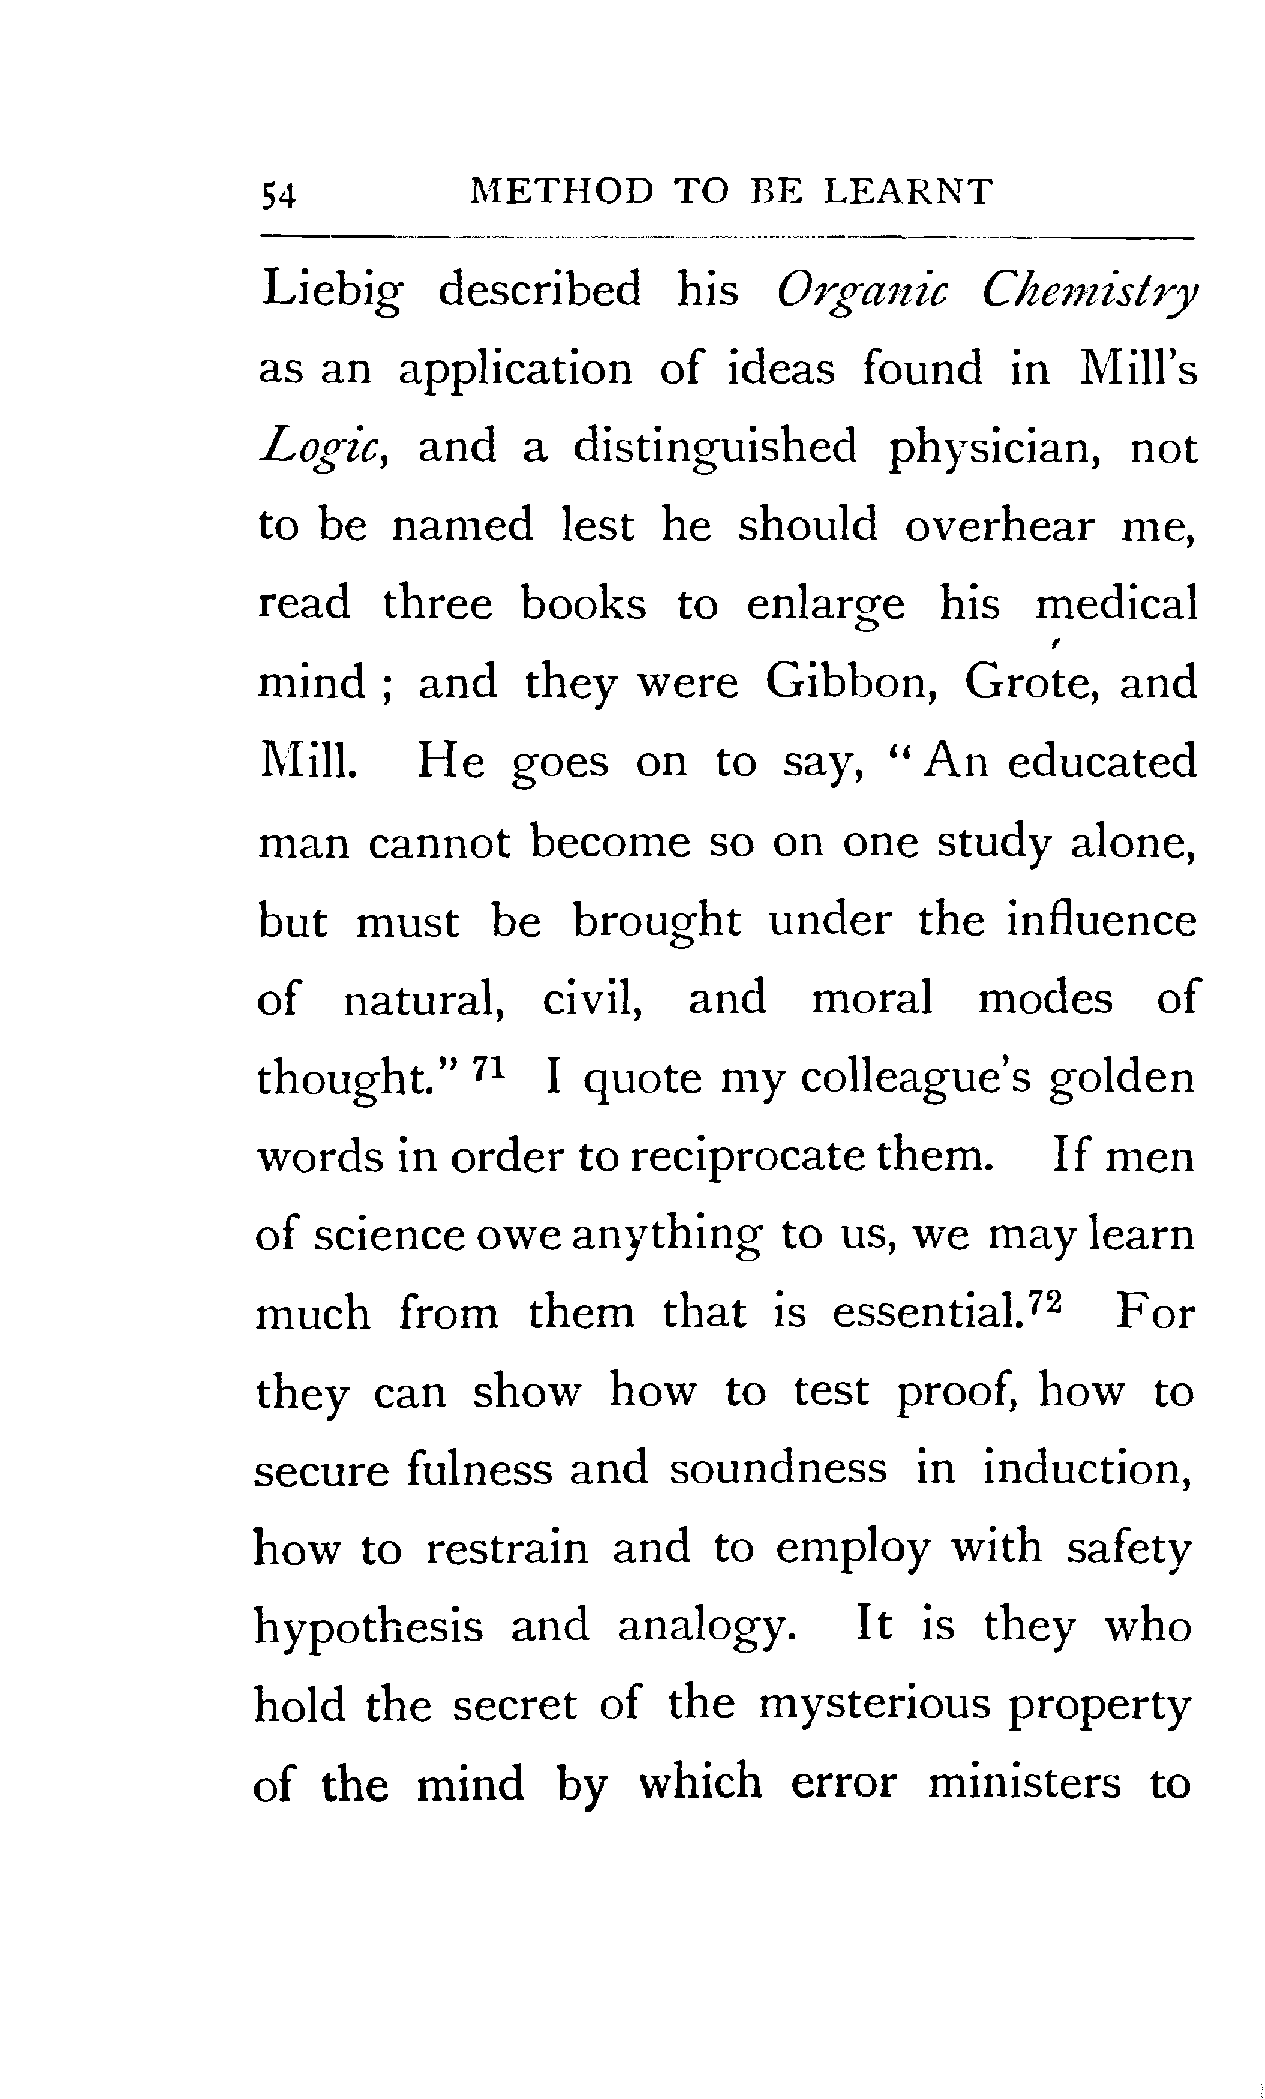 54 METHOD TO BE LEARNT
Liebig described his Organic Chemistry
as an application of ideas found in Mill's
Logic, and a distinguished physician, not
to be named lest he should overhear me,
read three books to enlarge his medical
mind ; and they were Gibbon, Grote, and
Mill. He goes on to say, “ An educated
man cannot become so on one study alone,
but must be brought under the influence
of natural, civil, and moral modes of
thought.” 71 I quote my colleague's golden
words in order to reciprocate them. If men
of science owe anything to us, we may learn
much from them that is essential.72 For
they can show how to test proof, how to
secure fulness and soundness in induction,
how to restrain and to employ with safety
hypothesis and analogy. It is they who
hold the secret of the mysterious property
of the mind by which error ministers to